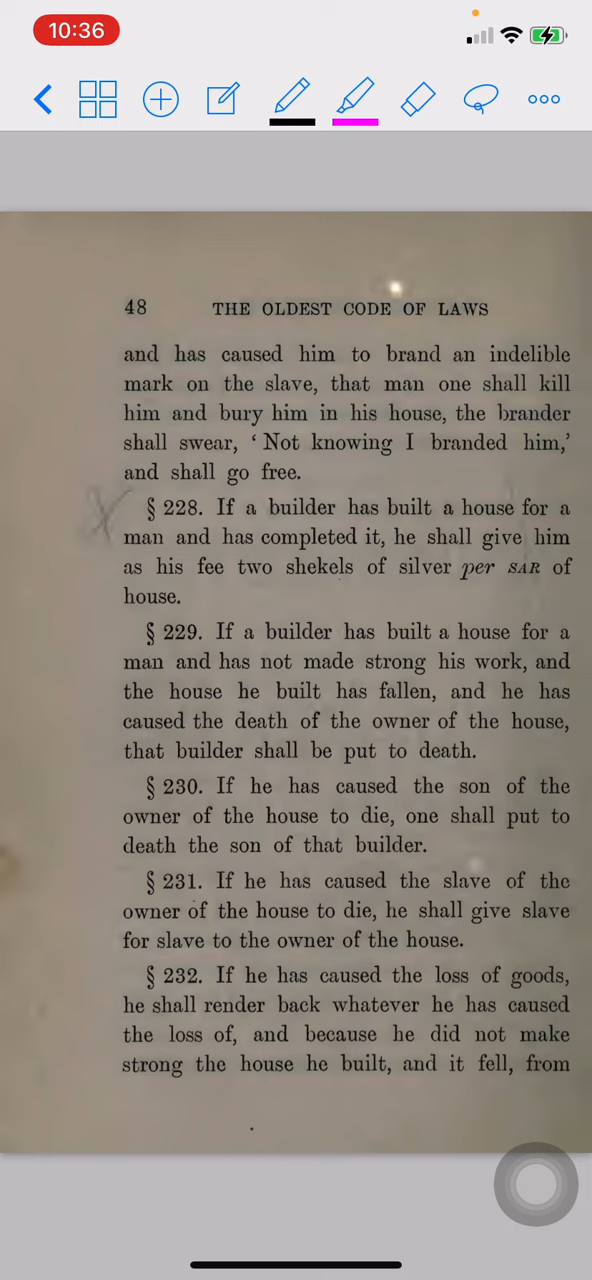 10:36
48 THE OLDEST CODE OF LAWS
and has caused him to brand an indelible
mark on the slave, that man one shall kill
him and bury him in his house, the brander
shall swear, ‘ Not knowing I branded him,’
and shall go free.
§ 228. If a builder has built a house for a
man and has completed it, he shall give him
as his fee two shekels of silver per SAR of
house.
§ 229. If a builder has built a house for a
man and has not made strong his work, and
the house he built has fallen, and he has
caused the death of the owner of the house,
that builder shall be put to death.
§ 230. If he has caused the son of the
owner of the house to die, one shall put to
death the son of that builder.
§ 231. If he has caused the slave of the
owner of the house to die, he shall give slave
for slave to the owner of the house.
§ 232. If he has caused the loss of goods,
he shall render back whatever he has caused
the loss of, and because he did not make
strong the house he built, and it fell, from